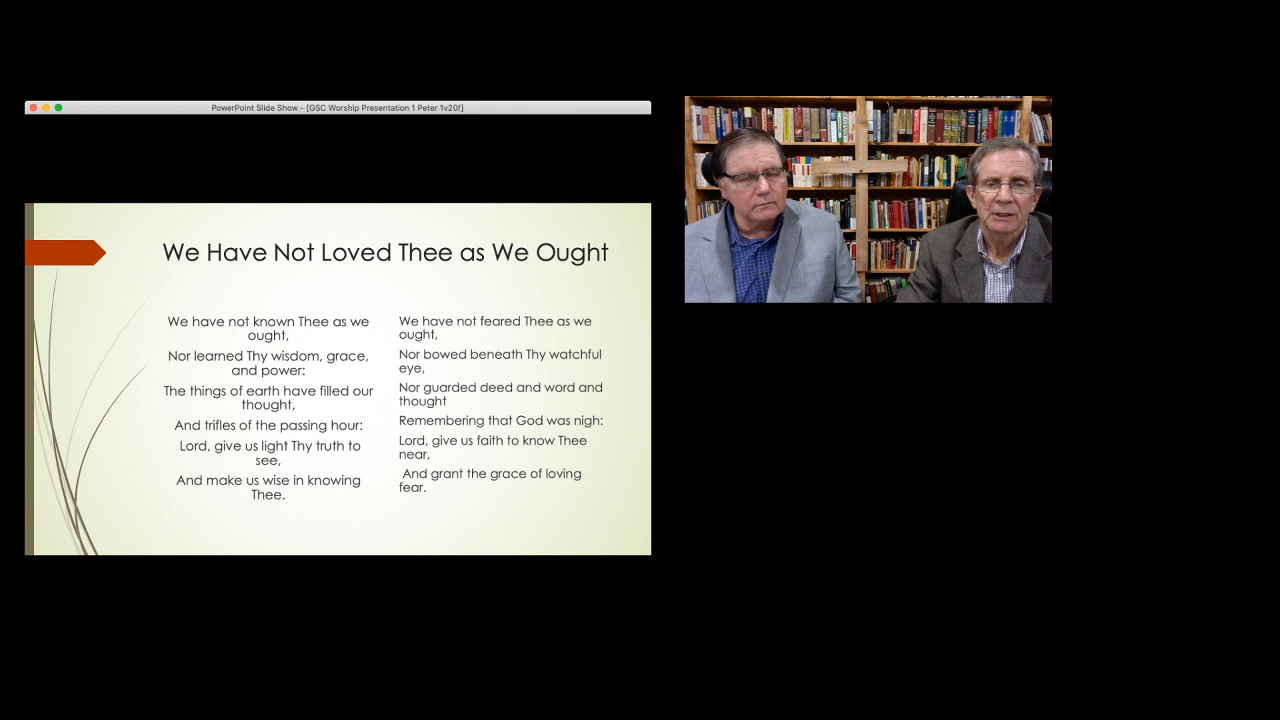 PowerPoint Slide Show - [GSC Worship Presentation 1 Peter 1v20f]
We Have Not Loved Thee as We Ought
We have not known Thee as we
ought,
Nor learned Thy wisdom, grace,
and power:
The things of earth have filled our
thought,
And trifles of the passing hour:
Lord, give us light Thy truth to
see,
And make us wise in knowing
Thee.
We have not feared Thee as we
ought,
Nor bowed beneath Thy watchful
eye,
Nor guarded deed and word and
thought
Remembering that God was nigh:
Lord, give us faith to know Thee
near,
And grant the grace of loving
fear.